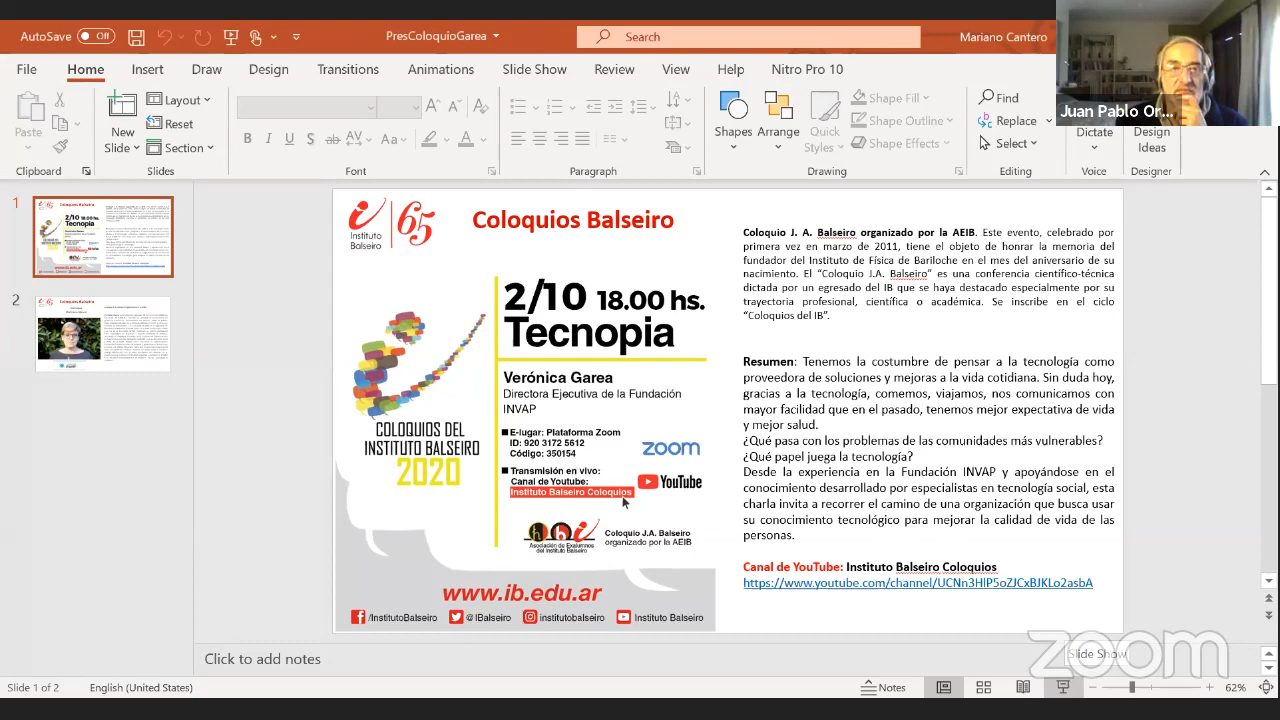 AutoSave
Off
PresColoquioGarea
Search
Mariano Cantero
File
Home
Insert
Draw
Design
Transitions
Animations
Slide Show
Review
View
Help
Nitro Pro 10
Juan Pablo Or...
Paste
Clipboard
New
Slide
Layout
Reset
Section
Slides
Font
Paragraph
Shapes
Arrange
Quick
Styles
Shape Fill
Shape Outline
Shape Effects
Drawing
Find
Replace
Select
Editing
Dictate
Voice
Design
Ideas
Designer
1
2
i 65
Instituto
Balseiro
Coloquios Balseiro
2/10 18.00 hs.
Tecnopia
Verónica Garea
Directora Ejecutiva de la Fundación
INVAP
COLOQUIOS DEL
INSTITUTO BALSEIRO
2020
E-lugar: Plataforma Zoom
ID: 920 3172 5612
Código: 350154
zoom
Transmisión en vivo:
Canal de Youtube:
Instituto Balseiro Coloquios
YouTube
Asociación de Exalumnos
del Instituto Balseiro
Coloquio J.A. Balseiro
organizado por la AEIB
www.ib.edu.ar
/InstitutoBalseiro
@IBalseiro
institutobalseiro
Instituto Balseiro
Coloquio J. A. Balseiro organizado por la AEIB. Este evento, celebrado por
primera vez en marzo de 2011, tiene el objeto de honrar la memoria del
fundador del Instituto de Física de Bariloche en el mes del aniversario de su
nacimiento. El “Coloquio J.A. Balseiro” es una conferencia científico-técnica
dictada por un egresado del IB que se haya destacado especialmente por su
labor profesional, científica o académica. Se inscribe en el ciclo
“Coloquios del IB”.
Resumen: Tenemos la costumbre de pensar a la tecnología como
proveedora de soluciones y mejoras a la vida cotidiana. Sin duda hoy,
gracias a la tecnología, comemos, viajamos, nos comunicamos con
mayor facilidad que en el pasado, tenemos mejor expectativa de vida
y mejor salud.
¿Qué pasa con los problemas de las comunidades más vulnerables?
¿Qué papel juega la tecnología?
Desde la experiencia en la Fundación INVAP y apoyándose en el
conocimiento desarrollado por especialistas en tecnología social, esta
charla invita a recorrer el camino de una organización que busca usar
su conocimiento tecnológico para mejorar la calidad de vida de las
personas.
Canal de YouTube: Instituto Balseiro Coloquios
https://www.youtube.com/channel/UCNn3HlP5oZJCxBJKLo2asbA
Click to add notes
zoom
Slide Show
Slide 1 of 2
English (United States)
Notes
62%